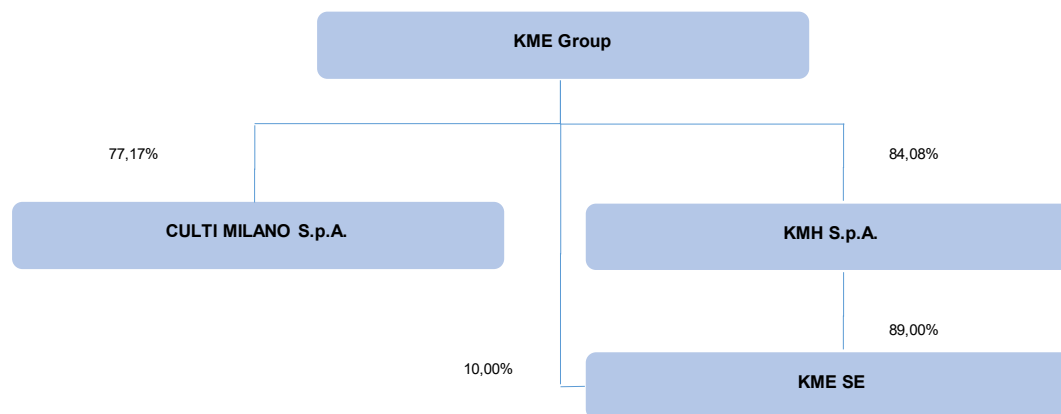 KME Group
77,17%
84,08%
CULTI MILANO S.p.A.
KMH S.p.A.
89,00%
10,00%
KME SE